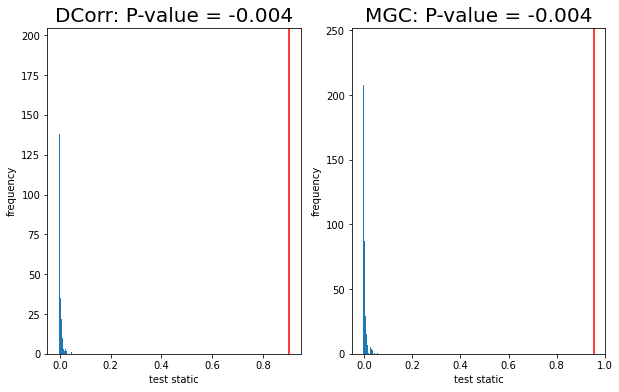 DCorr: P-value = -0.004
200
175
150
125
100
75
50
25
0
frequency
0.0 0.2 0.4 0.6 0.8
test static
MGC: P-value = -0.004
250
200
150
100
50
0
frequency
0.0 0.2 0.4 0.6 0.8 1.0
test static